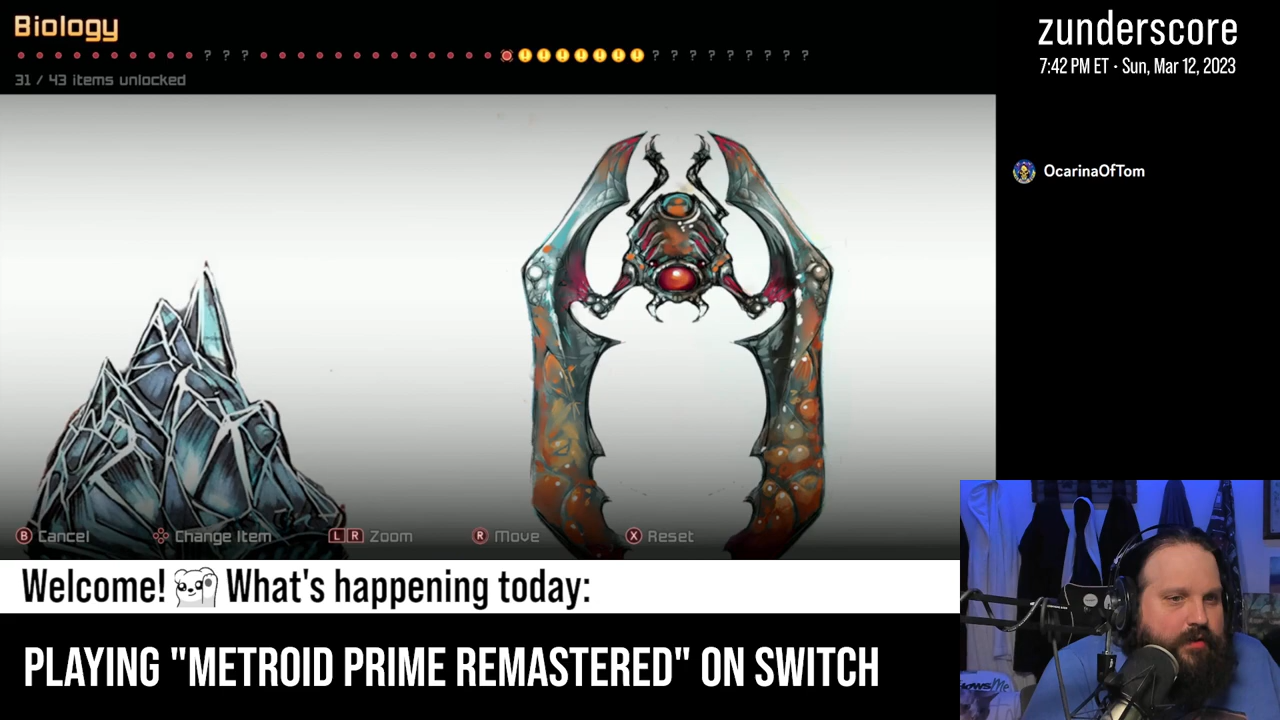 Biology
? ? ? ! ! ! ! ! ! ! ? ? ? ? ? ? ? ? ?
31 / 43 items unlocked
zunderscore
7:42 PM ET · Sun, Mar 12, 2023
OcarinaOfTom
B Cancel
Change Item
L R Zoom
R Move
X Reset
Welcome! What's happening today:
PLAYING "METROID PRIME REMASTERED" ON SWITCH